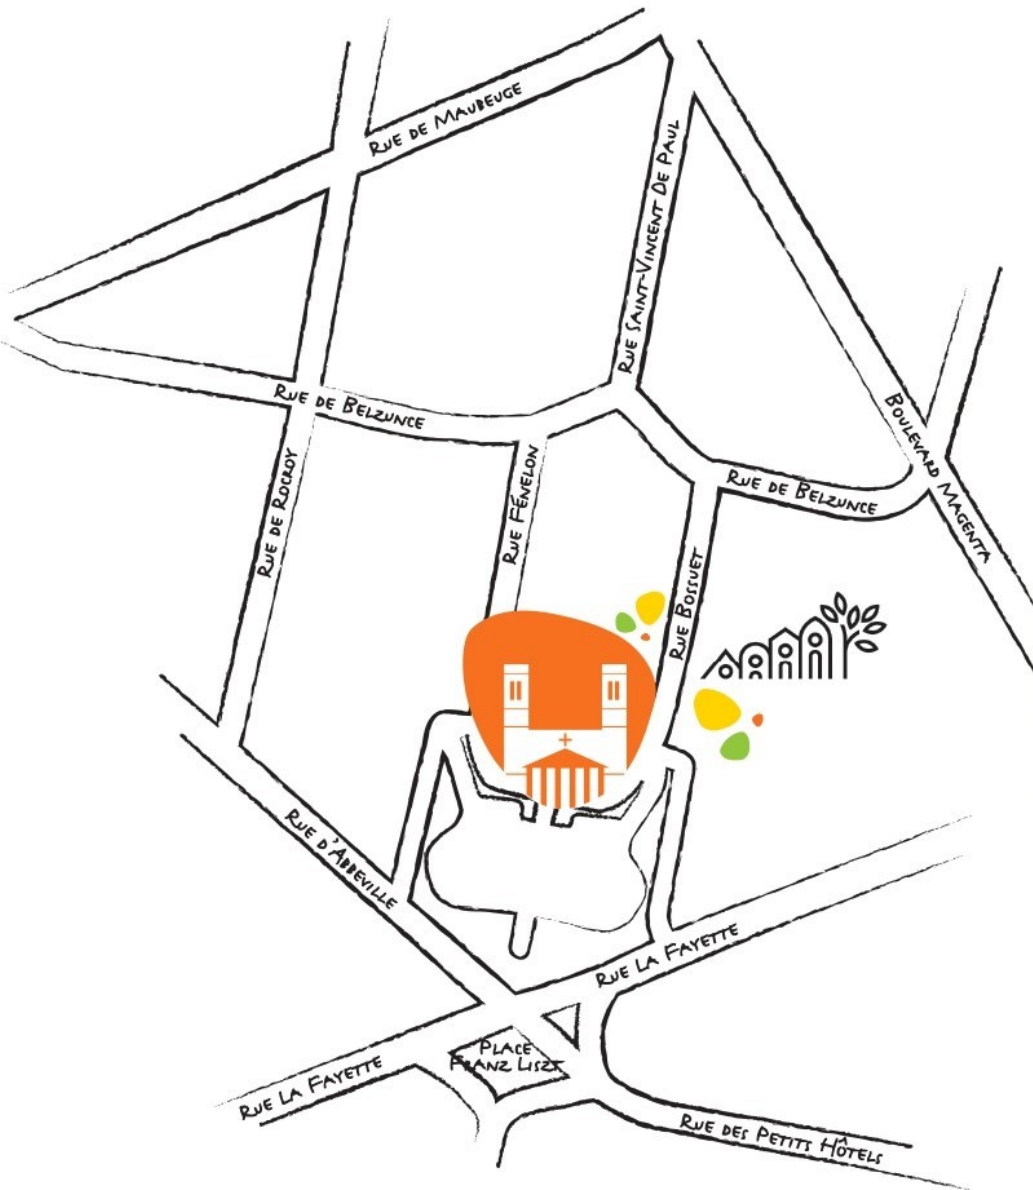 RUE DE MAUBEUGE
RUE SAINT-VINCENT DE PAUL
RUE DE BELZUNCE
BOULEVARD MAGENTA
RUE DE ROCROY
RUE FÉNELON
RUE DE BELZUNCE
RUE BOSSUET
RUE D'ABBEVILLE
RUE LA FAYETTE
PLACE
FRANZ LISZT
RUE LA FAYETTE
RUE DES PETITS HÔTELS